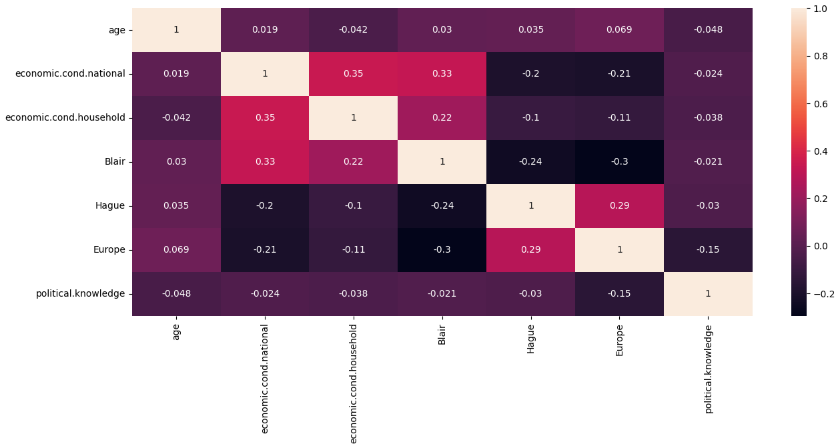 age 1 0.019 -0.042 0.03 0.035 0.069 -0.048
economic.cond.national 0.019 1 0.35 0.33 -0.2 -0.21 -0.024
economic.cond.household -0.042 0.35 1 0.22 -0.1 -0.11 -0.038
Blair 0.03 0.33 0.22 1 -0.24 -0.3 -0.021
Hague 0.035 -0.2 -0.1 -0.24 1 0.29 -0.03
Europe 0.069 -0.21 -0.11 -0.3 0.29 1 -0.15
political.knowledge -0.048 -0.024 -0.038 -0.021 -0.03 -0.15 1
age
economic.cond.national
economic.cond.household
Blair
Hague
Europe
political.knowledge
1.0
0.8
0.6
0.4
0.2
0.0
−0.2